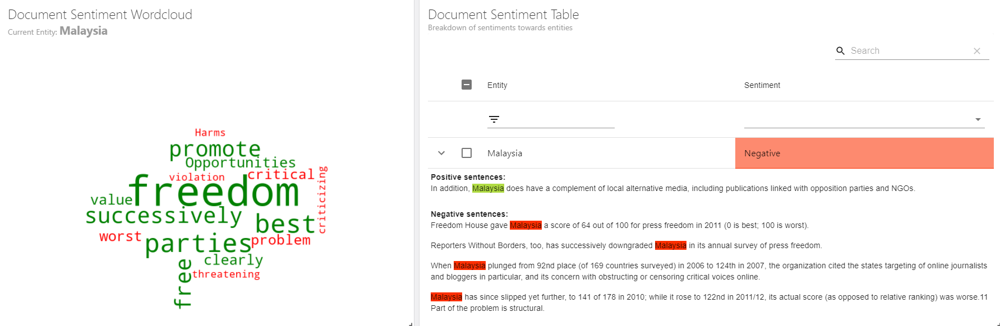 Document Sentiment Wordcloud
Current Entity: Malaysia
Harms
promote
Opportunities
violation
critical
criticizing
freedom
value
successively
best
worst
parties
problem
clearly
free
threatening
Document Sentiment Table
Breakdown of sentiments towards entities
Search
Entity
Sentiment
Malaysia
Negative
Positive sentences:
In addition, Malaysia does have a complement of local alternative media, including publications linked with opposition parties and NGOs.
Negative sentences:
Freedom House gave Malaysia a score of 64 out of 100 for press freedom in 2011 (0 is best; 100 is worst).
Reporters Without Borders, too, has successively downgraded Malaysia in its annual survey of press freedom.
When Malaysia plunged from 92nd place (of 169 countries surveyed) in 2006 to 124th in 2007, the organization cited the states targeting of online journalists
and bloggers in particular, and its concern with obstructing or censoring critical voices online.
Malaysia has since slipped yet further, to 141 of 178 in 2010; while it rose to 122nd in 2011/12, its actual score (as opposed to relative ranking) was worse.11
Part of the problem is structural.